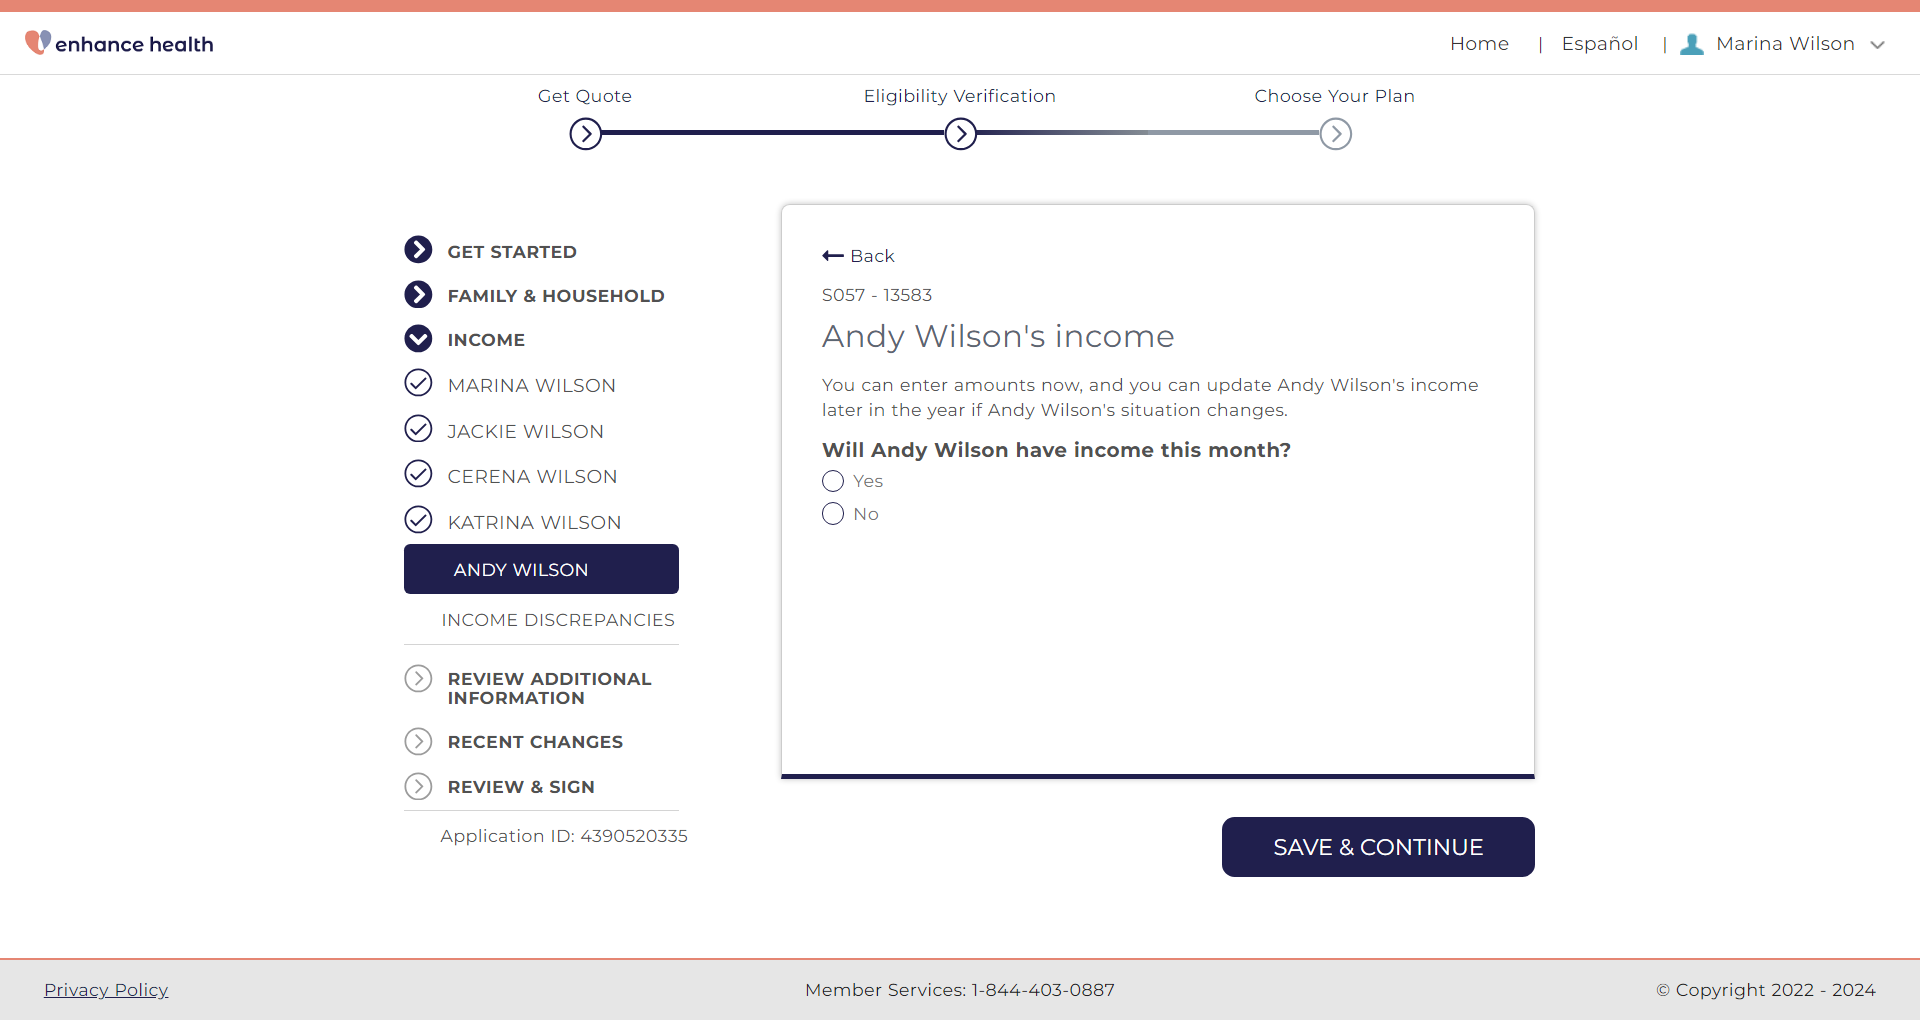 enhance health
Home | Español | Marina Wilson
Get Quote
Eligibility Verification
Choose Your Plan
GET STARTED
FAMILY & HOUSEHOLD
INCOME
MARINA WILSON
JACKIE WILSON
CERENA WILSON
KATRINA WILSON
ANDY WILSON
INCOME DISCREPANCIES
REVIEW ADDITIONAL
INFORMATION
RECENT CHANGES
REVIEW & SIGN
Application ID: 4390520335
Back
S057 - 13583
Andy Wilson's income
You can enter amounts now, and you can update Andy Wilson's income
later in the year if Andy Wilson's situation changes.
Will Andy Wilson have income this month?
Yes
No
SAVE & CONTINUE
Privacy Policy
Member Services: 1-844-403-0887
© Copyright 2022 - 2024